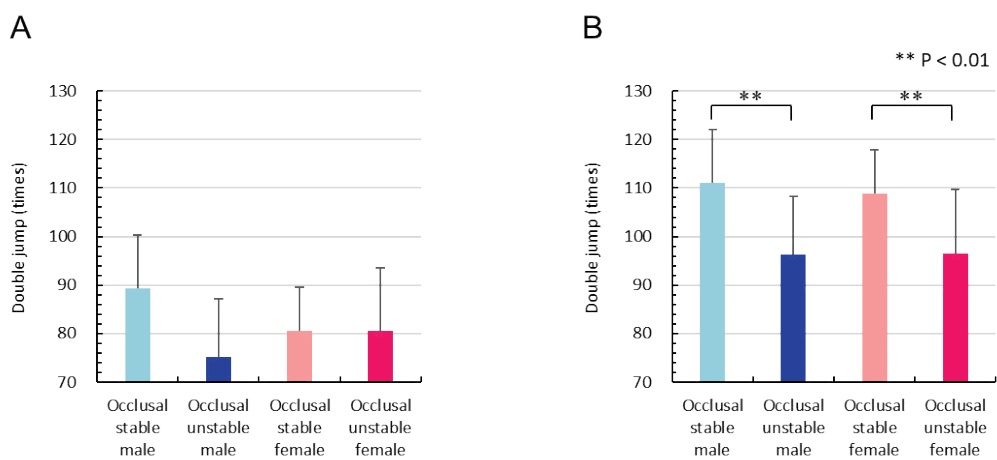 A
Double jump (times)
130
120
110
100
90
80
70
Occlusal
stable
male
Occlusal
unstable
male
Occlusal
stable
female
Occlusal
unstable
female
B
** P < 0.01
Double jump (times)
130
120
110
100
90
80
70
**
**
Occlusal
stable
male
Occlusal
unstable
male
Occlusal
stable
female
Occlusal
unstable
female